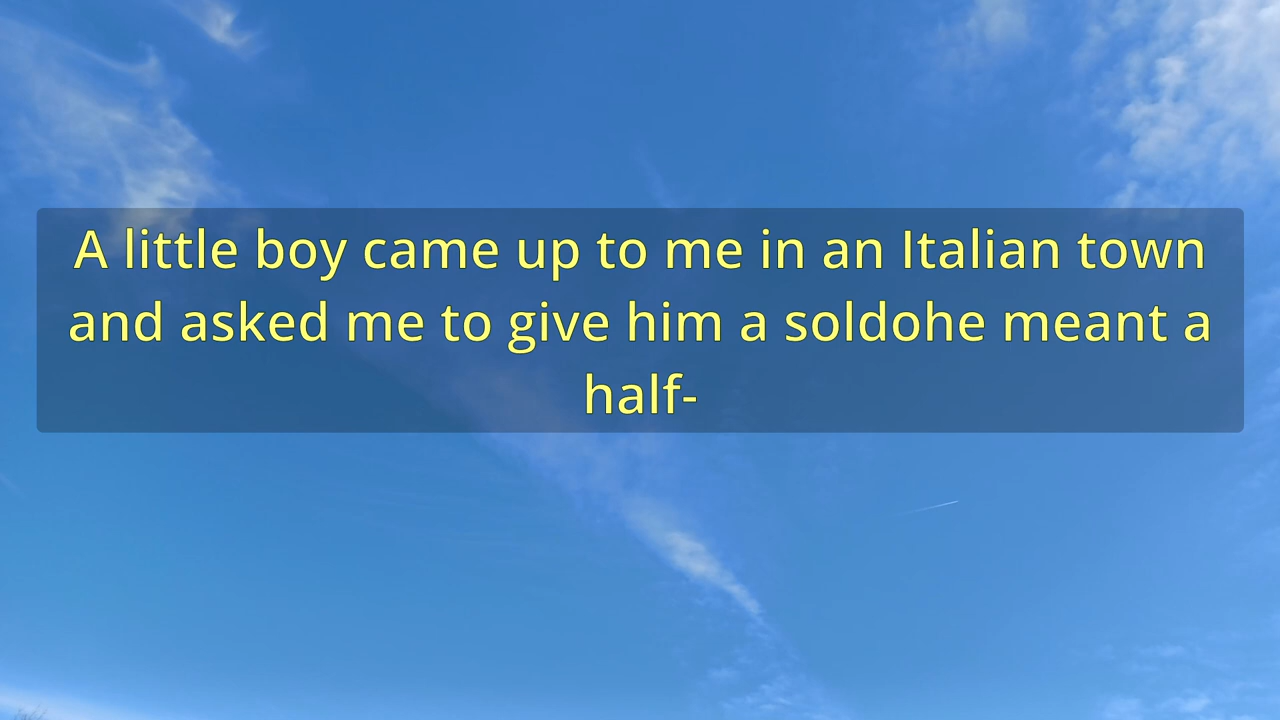 A little boy came up to me in an Italian town
and asked me to give him a soldohe meant a
half-